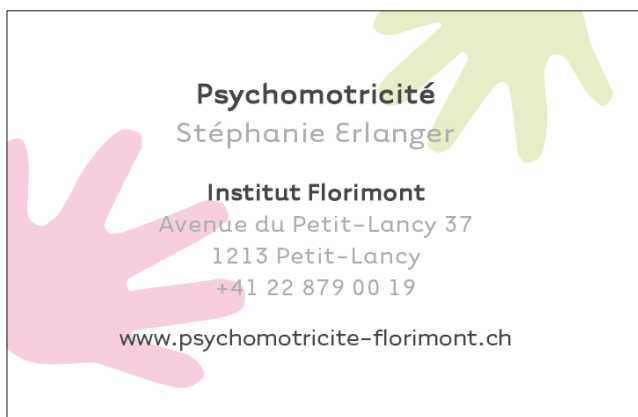 Psychomotricité
Stéphanie Erlanger
Institut Florimont
Avenue du Petit-Lancy 37
1213 Petit-Lancy
+41 22 879 00 19
www.psychomotricite-florimont.ch